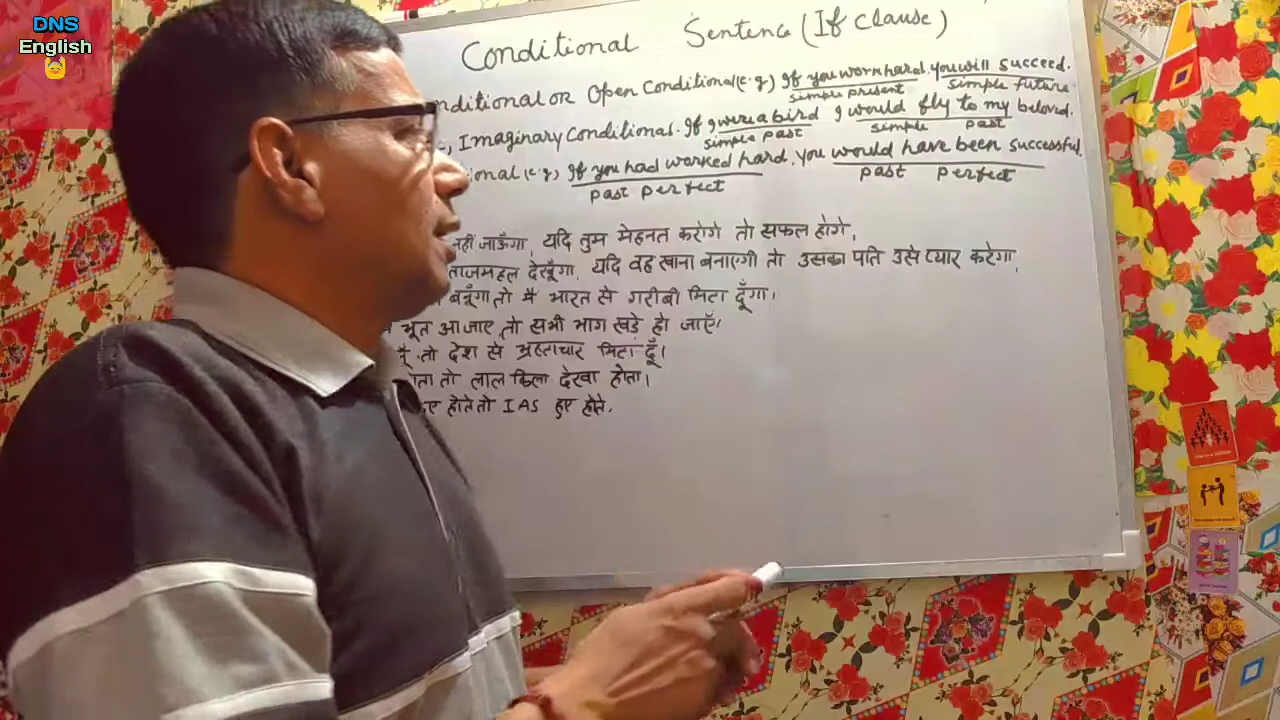 DNS
English
Conditional Sentence (If Clause)
nditional or Open Conditional (e.g) If you work hard. You will succeed.
simple present simple future
, Imaginary Conditional. If I were a bird I would fly to my beloved.
simple past simple past
ional (e.g) If you had worked hard. You would have been successful.
past perfect past perfect
नहीं जाऊँगा, यदि तुम मेहनत करोगे तो सफल होगे,
ताजमहल देखूँगा, यदि वह खाना बनाएगी तो उसका पति उसे प्यार करेगा,
बनूँगा तो मैं भारत से गरीबी मिटा दूँगा।
भूत आ जाए तो सभी भाग खड़े हो जाएँ।
तो देश से भ्रष्टाचार मिटा दूँ।
ता तो लाल किला देखा होता।
होते तो IAS हुए होते.